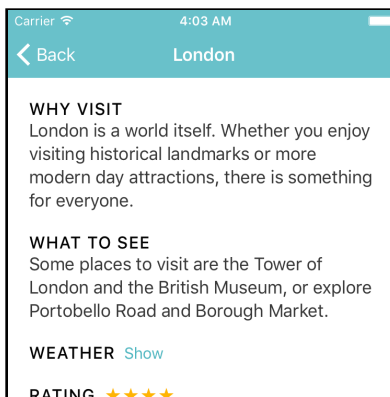 Carrier 4:03 AM
Back London
WHY VISIT
London is a world itself. Whether you enjoy
visiting historical landmarks or more
modern day attractions, there is something
for everyone.
WHAT TO SEE
Some places to visit are the Tower of
London and the British Museum, or explore
Portobello Road and Borough Market.
WEATHER Show
RATING ★★★★